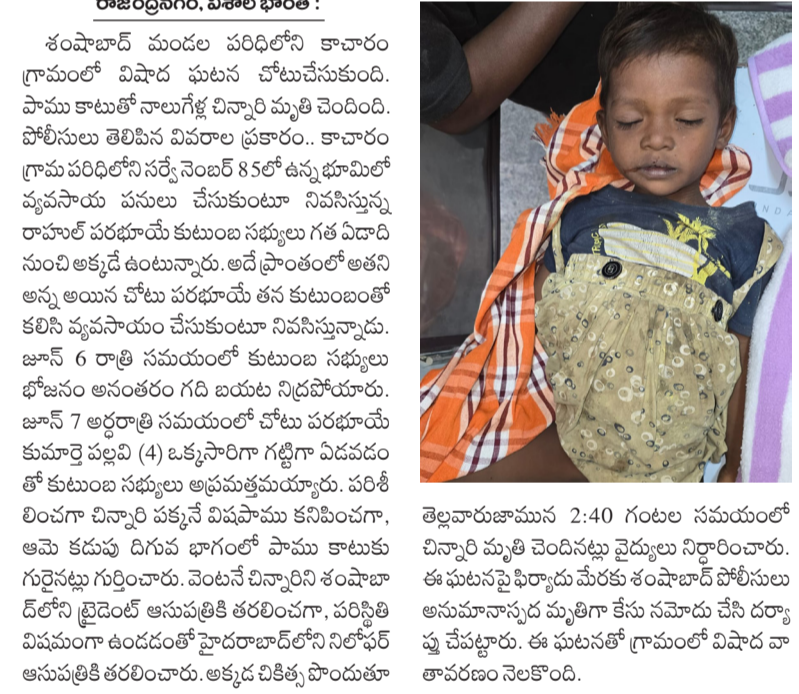 రాజేంద్రనగర్, విశాల భారతి :
శంషాబాద్ మండల పరిధిలోని కాచారం
గ్రామంలో విషాద ఘటన చోటుచేసుకుంది.
పాము కాటుతో నాలుగేళ్ల చిన్నారి మృతి చెందింది.
పోలీసులు తెలిపిన వివరాల ప్రకారం.. కాచారం
గ్రామ పరిధిలోని సర్వే నెంబర్ 85లో ఉన్న భూమిలో
వ్యవసాయ పనులు చేసుకుంటూ నివసిస్తున్న
రాహుల్ పరభూయే కుటుంబ సభ్యులు గత ఏడాది
నుంచి అక్కడే ఉంటున్నారు. అదే ప్రాంతంలో అతని
అన్న అయిన చోటు పరభూయే తన కుటుంబంతో
కలిసి వ్యవసాయం చేసుకుంటూ నివసిస్తున్నాడు.
జూన్ 6 రాత్రి సమయంలో కుటుంబ సభ్యులు
భోజనం అనంతరం గది బయట నిద్రపోయారు.
జూన్ 7 అర్ధరాత్రి సమయంలో చోటు పరభూయే
కుమార్తె పల్లవి (4) ఒక్కసారిగా గట్టిగా ఏడవడం
తో కుటుంబ సభ్యులు అప్రమత్తమయ్యారు. పరిశీ
లించగా చిన్నారి పక్కనే విషపాము కనిపించగా,
ఆమె కడుపు దిగువ భాగంలో పాము కాటుకు
గురైనట్లు గుర్తించారు. వెంటనే చిన్నారిని శంషాబా
ద్‌లోని ట్రైడెంట్ ఆసుపత్రికి తరలించగా, పరిస్థితి
విషమంగా ఉండడంతో హైదరాబాద్‌లోని నిలోఫర్
ఆసుపత్రికి తరలించారు. అక్కడ చికిత్స పొందుతూ
తెల్లవారుజామున 2:40 గంటల సమయంలో
చిన్నారి మృతి చెందినట్లు వైద్యులు నిర్ధారించారు.
ఈ ఘటనపై ఫిర్యాదు మేరకు శంషాబాద్ పోలీసులు
అనుమానాస్పద మృతిగా కేసు నమోదు చేసి దర్యా
ప్తు చేపట్టారు. ఈ ఘటనతో గ్రామంలో విషాద వా
తావరణం నెలకొంది.